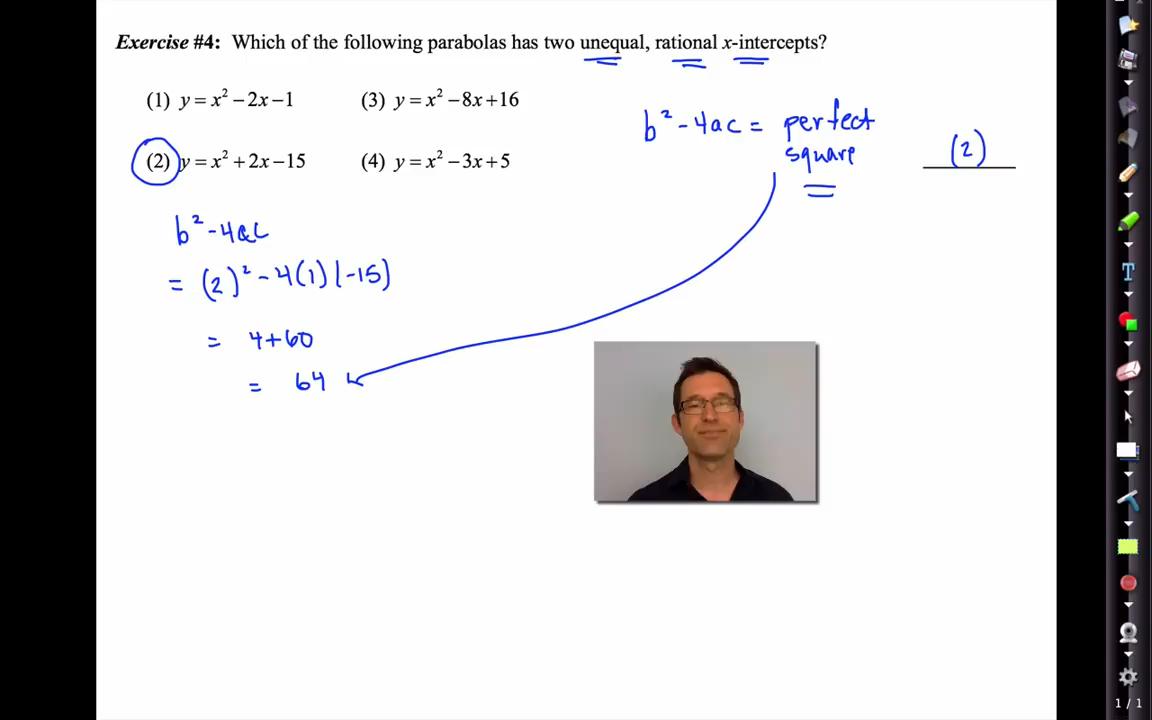 Exercise #4: Which of the following parabolas has two unequal, rational x-intercepts?
(1) y = x² − 2x − 1
(3) y = x² − 8x + 16
b² - 4ac = perfect
square
(2)
(2) y = x² + 2x − 15
(4) y = x² − 3x + 5
b² - 4ac
= (2)² - 4(1)(-15)
= 4+60
= 64
T
1 / 1